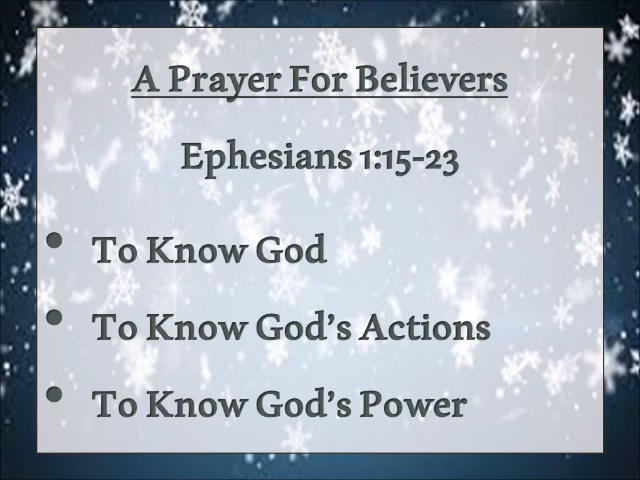 A Prayer For Believers
Ephesians 1:15-23
• To Know God
• To Know God’s Actions
• To Know God’s Power